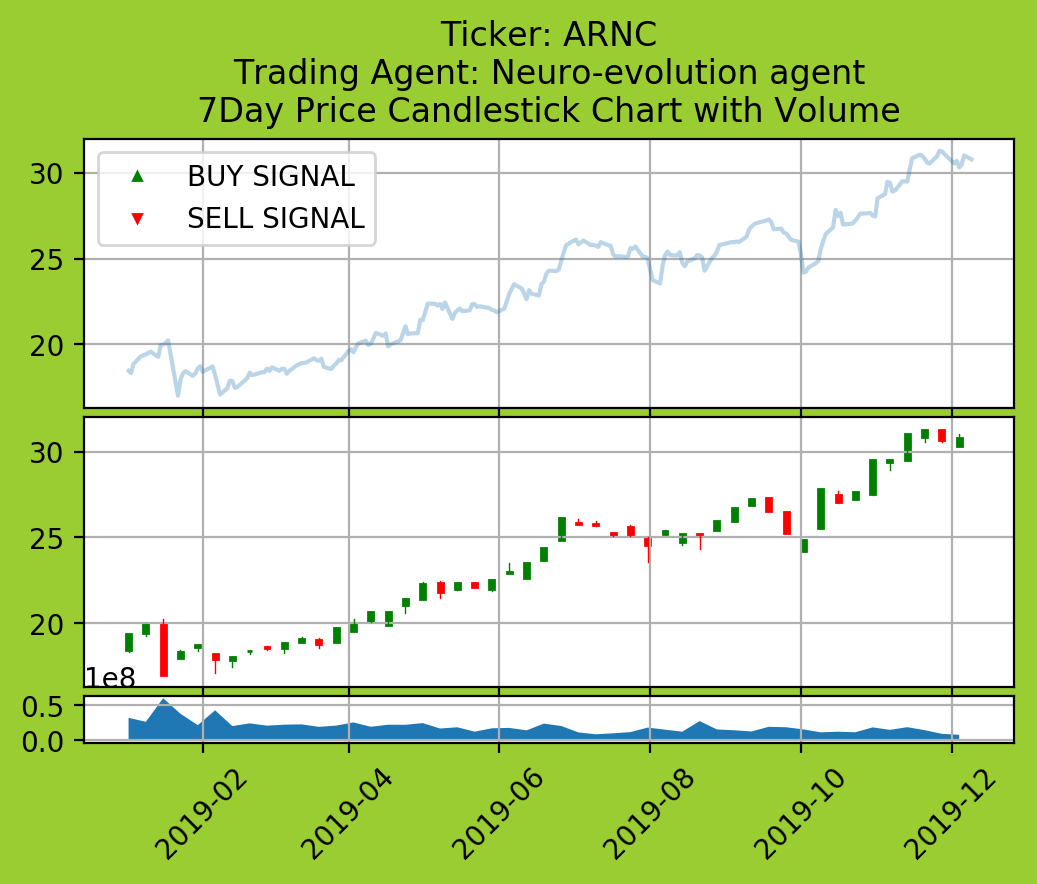 Ticker: ARNC
Trading Agent: Neuro-evolution agent
7Day Price Candlestick Chart with Volume
BUY SIGNAL
SELL SIGNAL
30
25
20
30
25
20
1e8
0.5
0.0
2019-02
2019-04
2019-06
2019-08
2019-10
2019-12